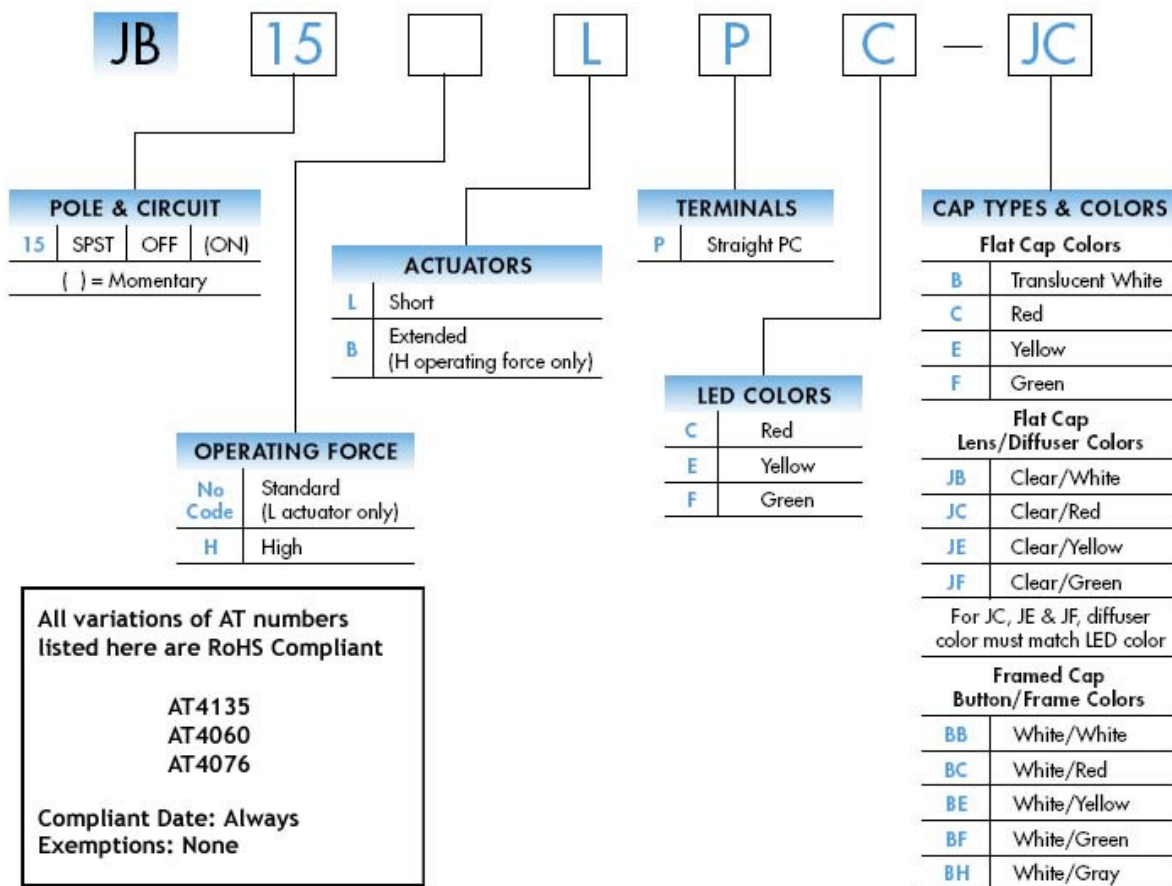 JB 15 L P C — JC
POLE & CIRCUIT
15 SPST OFF (ON)
( ) = Momentary
OPERATING FORCE
No Code Standard
(L actuator only)
H High
ACTUATORS
L Short
B Extended
(H operating force only)
TERMINALS
P Straight PC
LED COLORS
C Red
E Yellow
F Green
CAP TYPES & COLORS
Flat Cap Colors
B Translucent White
C Red
E Yellow
F Green
Flat Cap
Lens/Diffuser Colors
JB Clear/White
JC Clear/Red
JE Clear/Yellow
JF Clear/Green
For JC, JE & JF, diffuser
color must match LED color
Framed Cap
Button/Frame Colors
BB White/White
BC White/Red
BE White/Yellow
BF White/Green
BH White/Gray
All variations of AT numbers
listed here are RoHS Compliant
AT4135
AT4060
AT4076
Compliant Date: Always
Exemptions: None